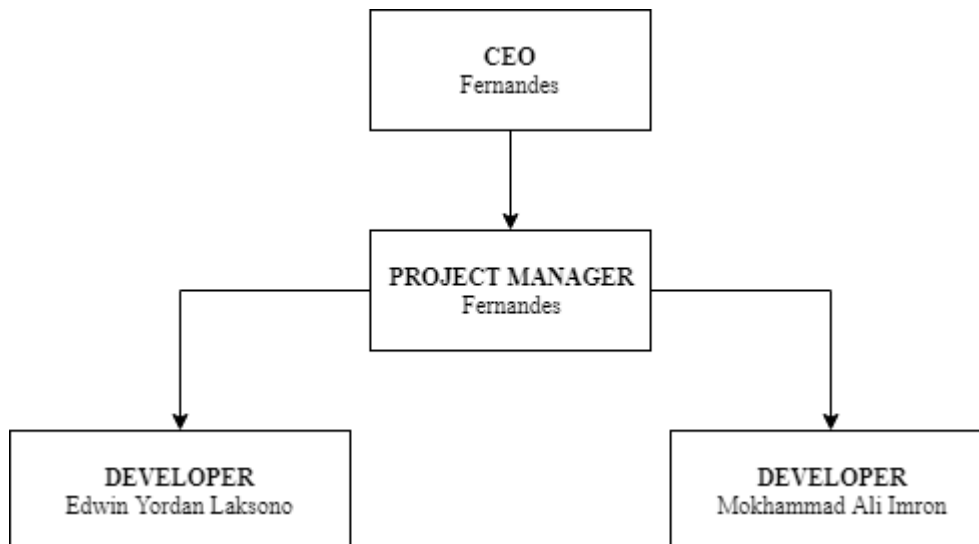 CEO
Fernandes
PROJECT MANAGER
Fernandes
DEVELOPER
Edwin Yordan Laksono
DEVELOPER
Mokhammad Ali Imron